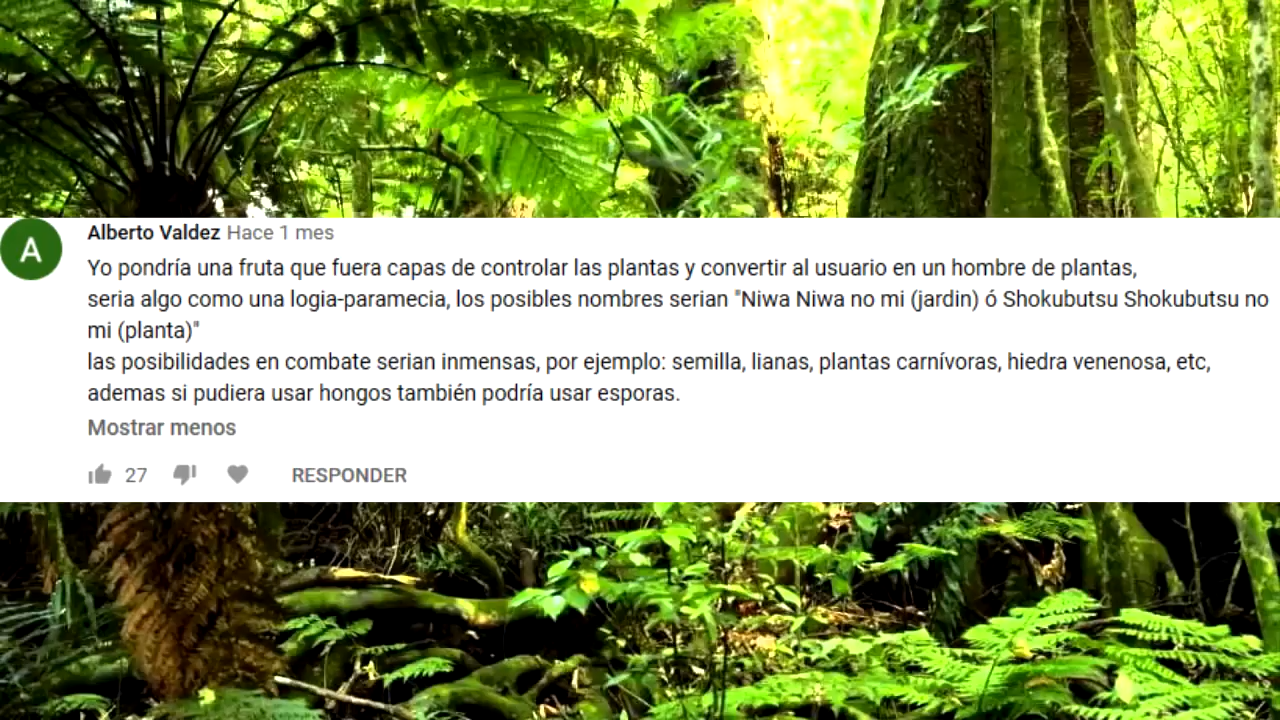 A
Alberto Valdez Hace 1 mes
Yo pondría una fruta que fuera capas de controlar las plantas y convertir al usuario en un hombre de plantas,
seria algo como una logia-paramecia, los posibles nombres serian "Niwa Niwa no mi (jardin) ó Shokubutsu Shokubutsu no
mi (planta)"
las posibilidades en combate serian inmensas, por ejemplo: semilla, lianas, plantas carnívoras, hiedra venenosa, etc,
ademas si pudiera usar hongos también podría usar esporas.
Mostrar menos
27 RESPONDER